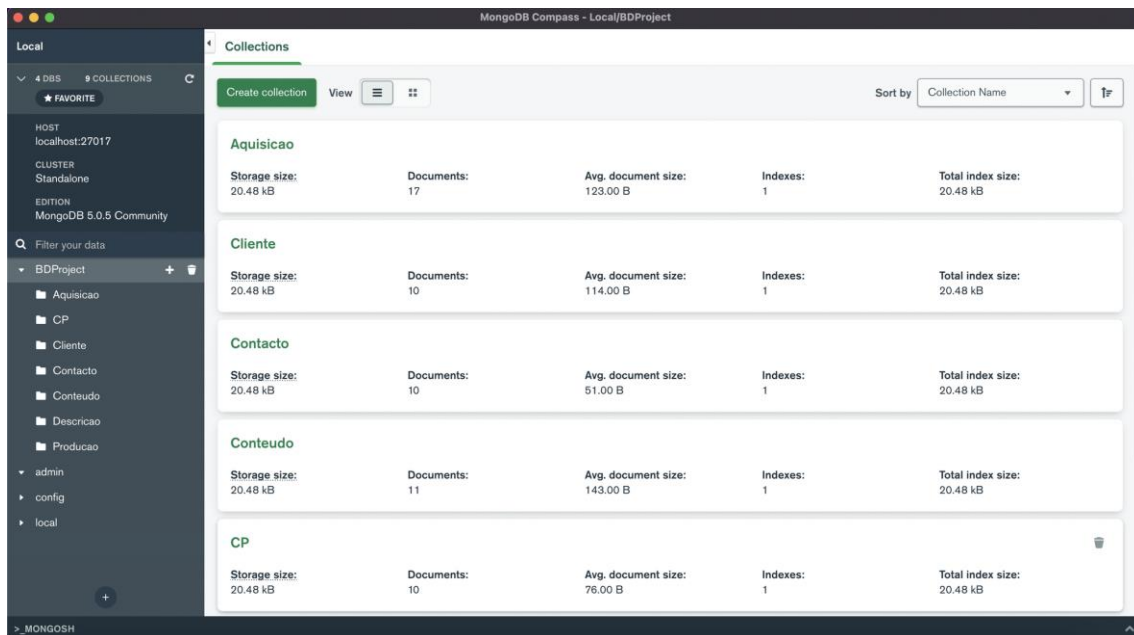 MongoDB Compass - Local/BDProject
Local
4 DBS 9 COLLECTIONS
★ FAVORITE
HOST
localhost:27017
CLUSTER
Standalone
EDITION
MongoDB 5.0.5 Community
Filter your data
BDProject
Aquisicao
CP
Cliente
Contacto
Conteudo
Descricao
Producao
admin
config
local
>_MONGOSH
Collections
Create collection View Sort by Collection Name
Aquisicao
Storage size: Documents: Avg. document size: Indexes: Total index size:
20.48 kB 17 123.00 B 1 20.48 kB
Cliente
Storage size: Documents: Avg. document size: Indexes: Total index size:
20.48 kB 10 114.00 B 1 20.48 kB
Contacto
Storage size: Documents: Avg. document size: Indexes: Total index size:
20.48 kB 10 51.00 B 1 20.48 kB
Conteudo
Storage size: Documents: Avg. document size: Indexes: Total index size:
20.48 kB 11 143.00 B 1 20.48 kB
CP
Storage size: Documents: Avg. document size: Indexes: Total index size:
20.48 kB 10 76.00 B 1 20.48 kB